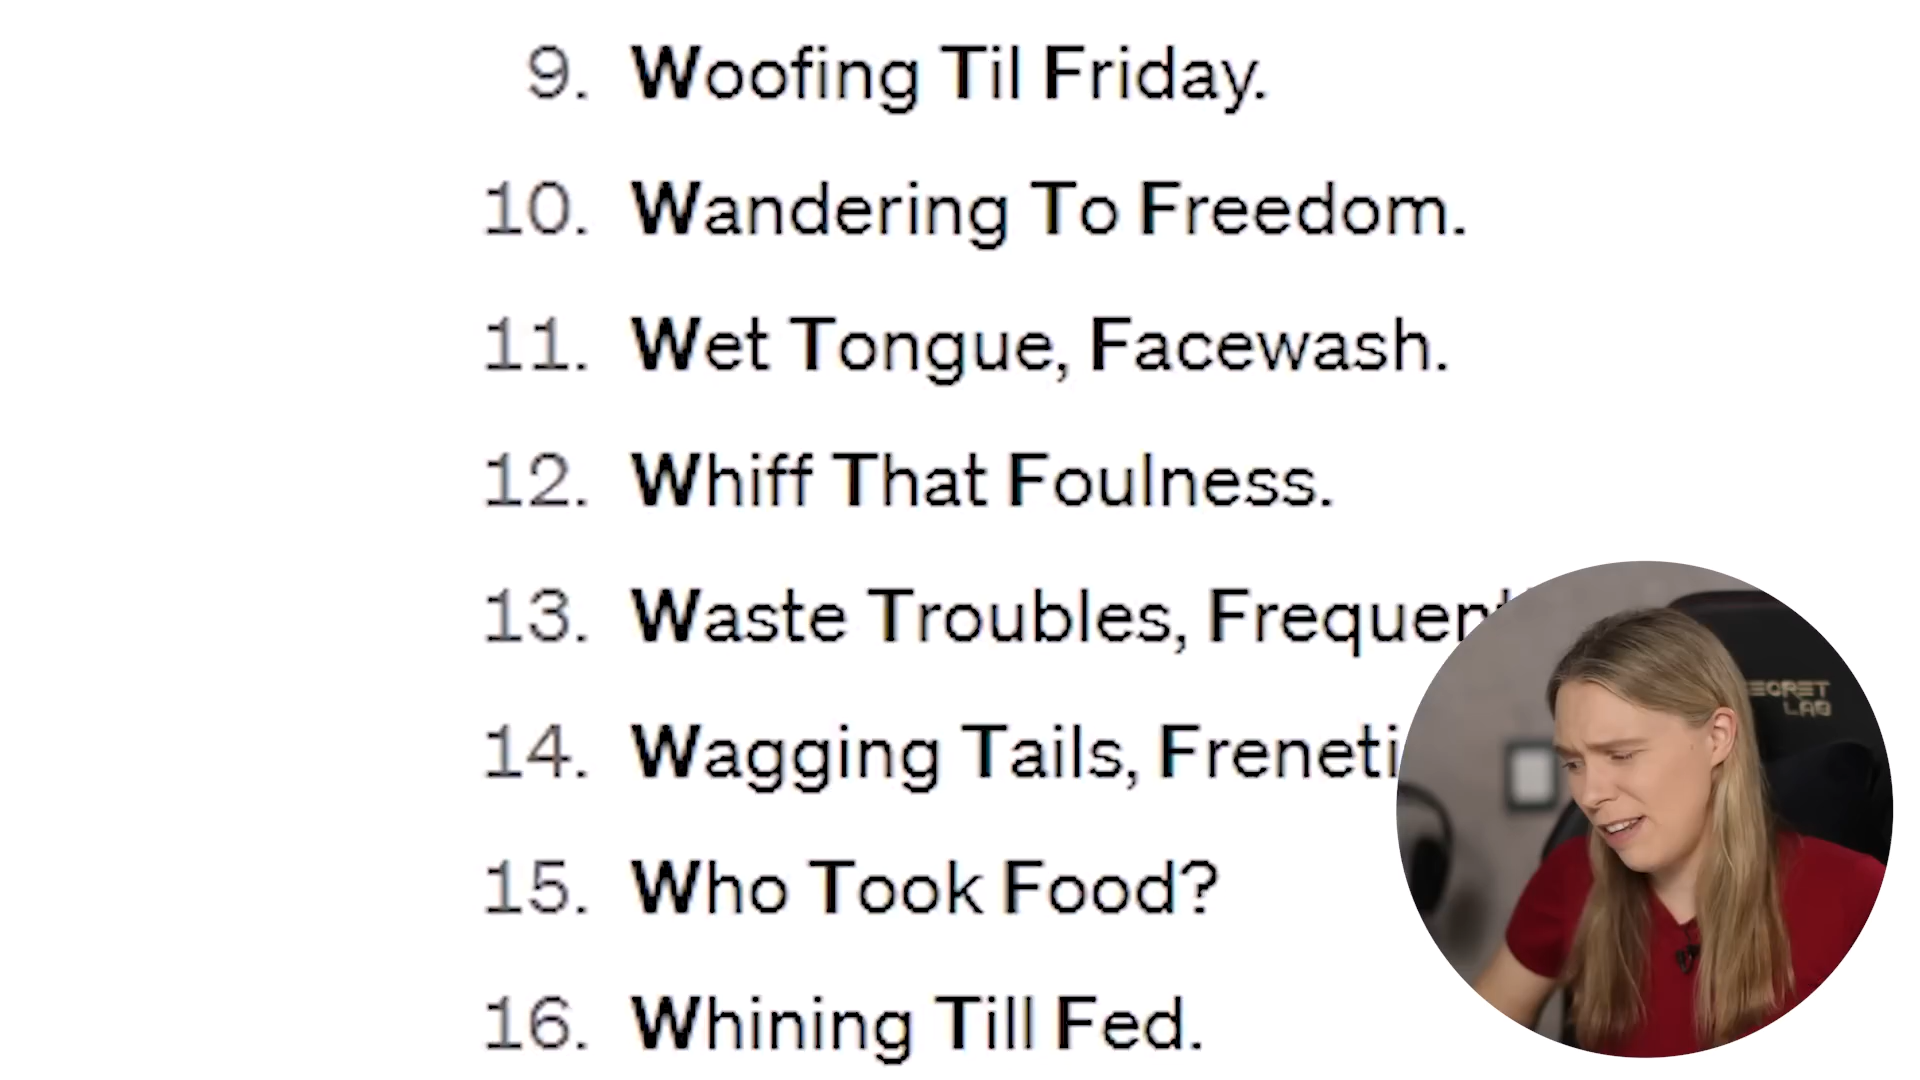 9. Woofing Til Friday.
10. Wandering To Freedom.
11. Wet Tongue, Facewash.
12. Whiff That Foulness.
13. Waste Troubles,
14. Wagging Tails,
15. Who Took Food?
16. Whining Till Fed.
LAB